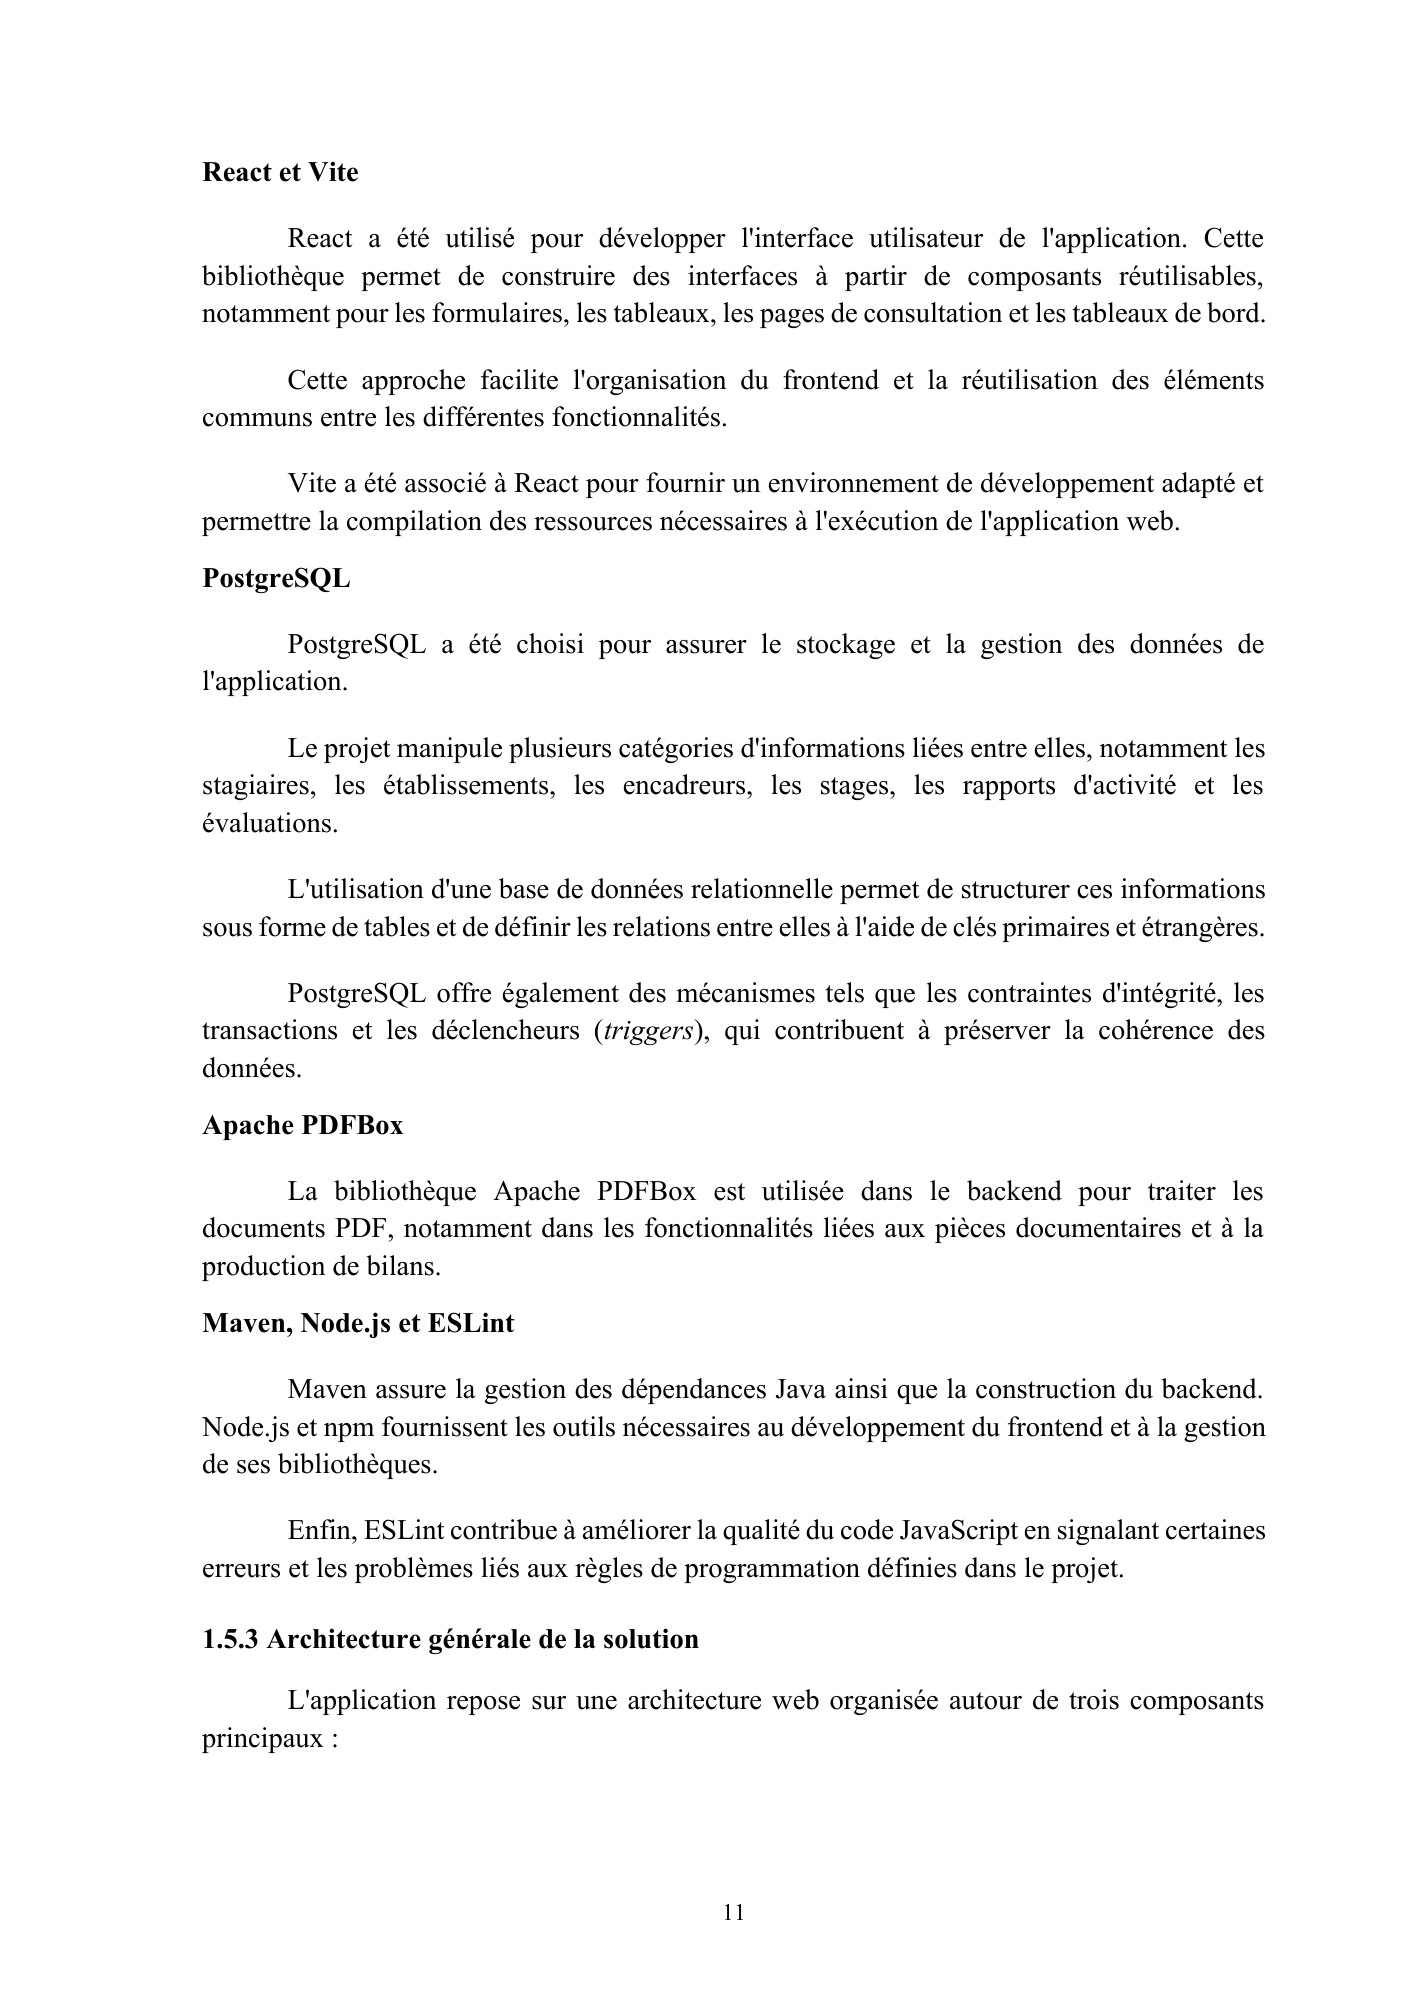 React et Vite
React a été utilisé pour développer l'interface utilisateur de l'application. Cette
bibliothèque permet de construire des interfaces à partir de composants réutilisables,
notamment pour les formulaires, les tableaux, les pages de consultation et les tableaux de bord.
Cette approche facilite l'organisation du frontend et la réutilisation des éléments
communs entre les différentes fonctionnalités.
Vite a été associé à React pour fournir un environnement de développement adapté et
permettre la compilation des ressources nécessaires à l'exécution de l'application web.
PostgreSQL
PostgreSQL a été choisi pour assurer le stockage et la gestion des données de
l'application.
Le projet manipule plusieurs catégories d'informations liées entre elles, notamment les
stagiaires, les établissements, les encadreurs, les stages, les rapports d'activité et les
évaluations.
L'utilisation d'une base de données relationnelle permet de structurer ces informations
sous forme de tables et de définir les relations entre elles à l'aide de clés primaires et étrangères.
PostgreSQL offre également des mécanismes tels que les contraintes d'intégrité, les
transactions et les déclencheurs (triggers), qui contribuent à préserver la cohérence des
données.
Apache PDFBox
La bibliothèque Apache PDFBox est utilisée dans le backend pour traiter les
documents PDF, notamment dans les fonctionnalités liées aux pièces documentaires et à la
production de bilans.
Maven, Node.js et ESLint
Maven assure la gestion des dépendances Java ainsi que la construction du backend.
Node.js et npm fournissent les outils nécessaires au développement du frontend et à la gestion
de ses bibliothèques.
Enfin, ESLint contribue à améliorer la qualité du code JavaScript en signalant certaines
erreurs et les problèmes liés aux règles de programmation définies dans le projet.
1.5.3 Architecture générale de la solution
L'application repose sur une architecture web organisée autour de trois composants
principaux :
11